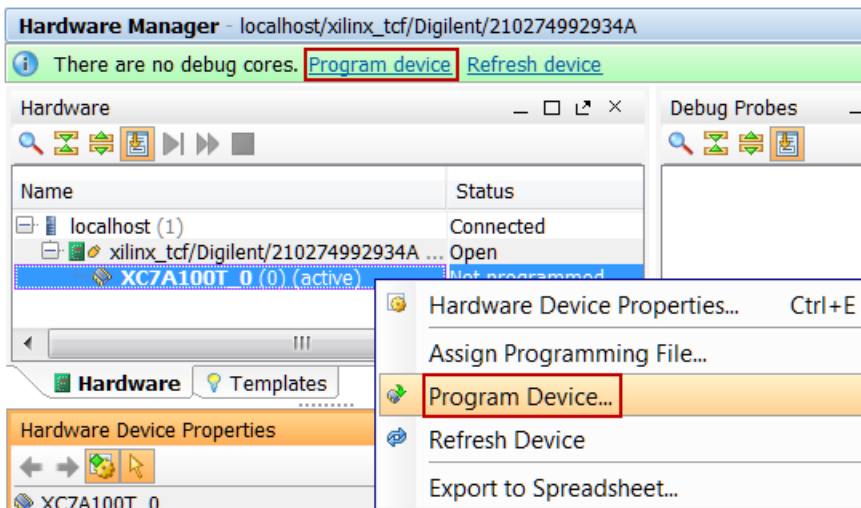 Hardware Manager - localhost/xilinx_tcf/Digilent/210274992934A
There are no debug cores. Program device Refresh device
Hardware
Debug Probes
Name Status
localhost (1) Connected
xilinx_tcf/Digilent/210274992934A ... Open
XC7A100T_0 (0) (active) Not programmed
Hardware Device Properties... Ctrl+E
Assign Programming File...
Program Device...
Refresh Device
Export to Spreadsheet...
Hardware Templates
Hardware Device Properties
XC7A100T_0